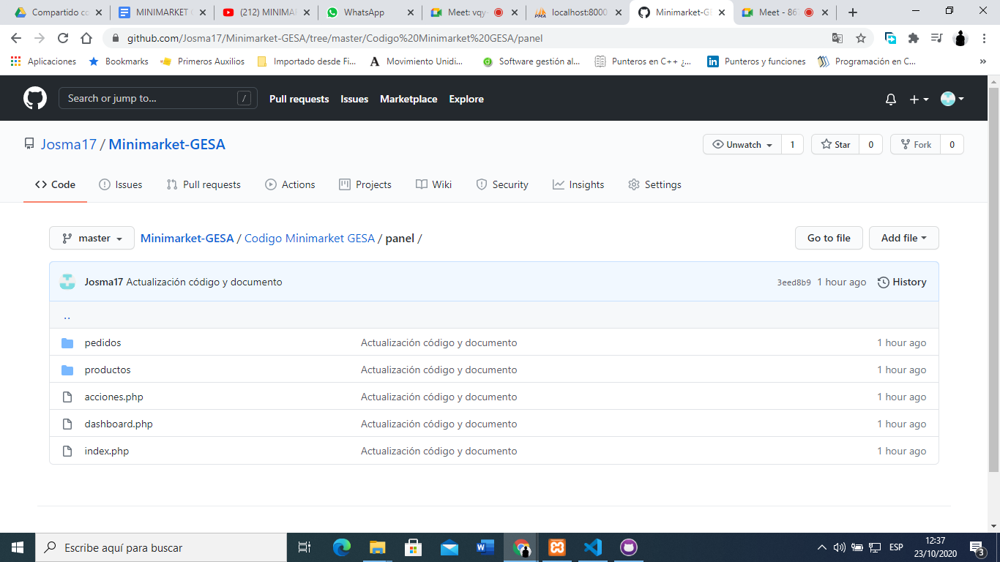 Compartido co
MINIMARKET G
(212) MINIMAR
WhatsApp
Meet: vqy-
localhost:8000
Minimarket-GE
Meet - 867
github.com/Josma17/Minimarket-GESA/tree/master/Codigo%20Minimarket%20GESA/panel
Aplicaciones
Bookmarks
Primeros Auxilios
Importado desde Fi...
Movimiento Unidi...
Software gestión al...
Punteros en C++ ¿...
Punteros y funciones
Programación en C...
»
Search or jump to...
/
Pull requests
Issues
Marketplace
Explore
Josma17 / Minimarket-GESA
Unwatch 1
Star 0
Fork 0
Code
Issues
Pull requests
Actions
Projects
Wiki
Security
Insights
Settings
master
Minimarket-GESA / Codigo Minimarket GESA / panel /
Go to file
Add file
Josma17 Actualización código y documento
3eed8b9 1 hour ago
History
..
pedidos Actualización código y documento 1 hour ago
productos Actualización código y documento 1 hour ago
acciones.php Actualización código y documento 1 hour ago
dashboard.php Actualización código y documento 1 hour ago
index.php Actualización código y documento 1 hour ago
Escribe aquí para buscar
ESP
12:37
23/10/2020
3